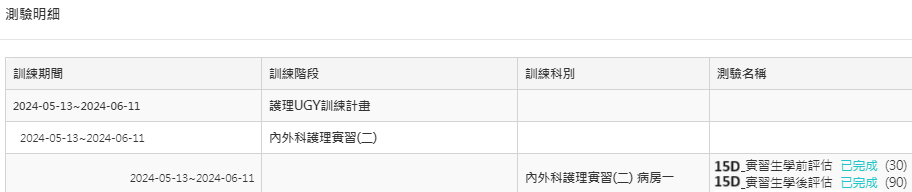 測驗明細
訓練期間 訓練階段 訓練科別 測驗名稱
2024-05-13~2024-06-11 護理UGY訓練計畫
2024-05-13~2024-06-11 內外科護理實習(二)
2024-05-13~2024-06-11 內外科護理實習(二) 病房一 15D_實習生學前評估 已完成 (30)
15D_實習生學後評估 已完成 (90)